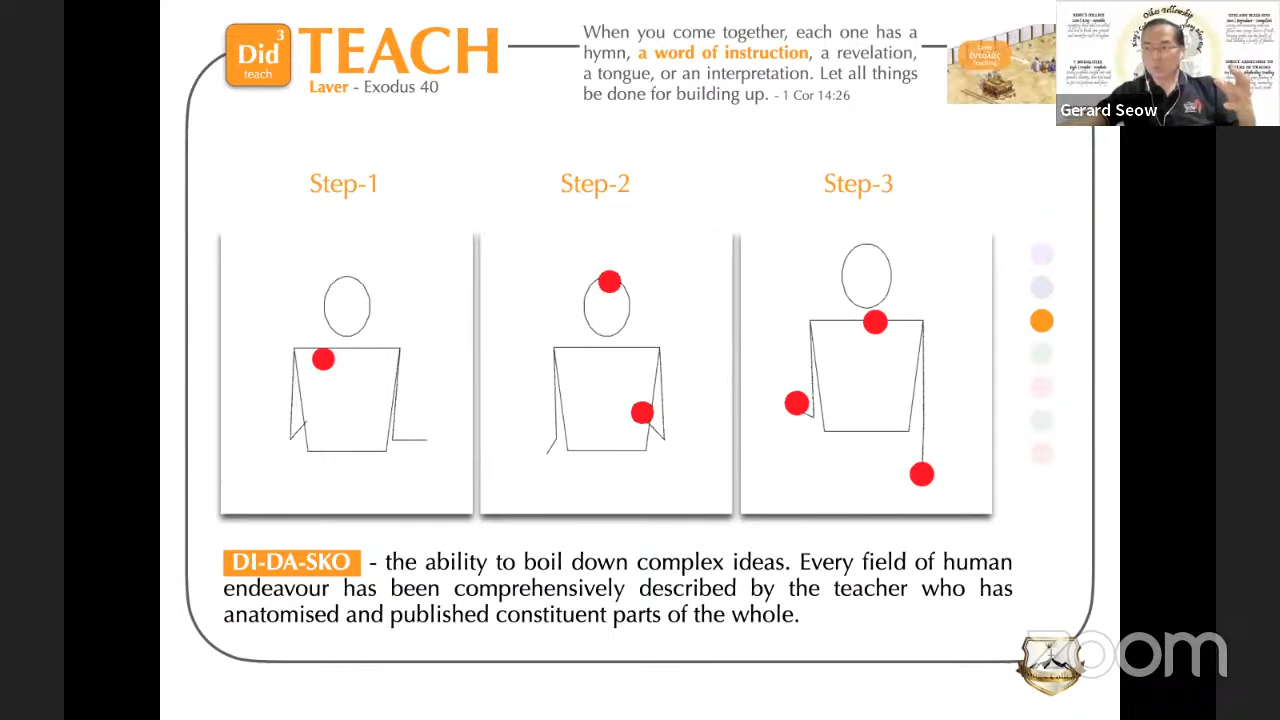 3
Did
teach
TEACH
Laver - Exodus 40
When you come together, each one has a
hymn, a word of instruction, a revelation,
a tongue, or an interpretation. Let all things
be done for building up. - 1 Cor 14:26
Laver
ἐντολάς
Teaching
Gerard Seow
Step-1
Step-2
Step-3
DI-DA-SKO - the ability to boil down complex ideas. Every field of human
endeavour has been comprehensively described by the teacher who has
anatomised and published constituent parts of the whole.
zoom